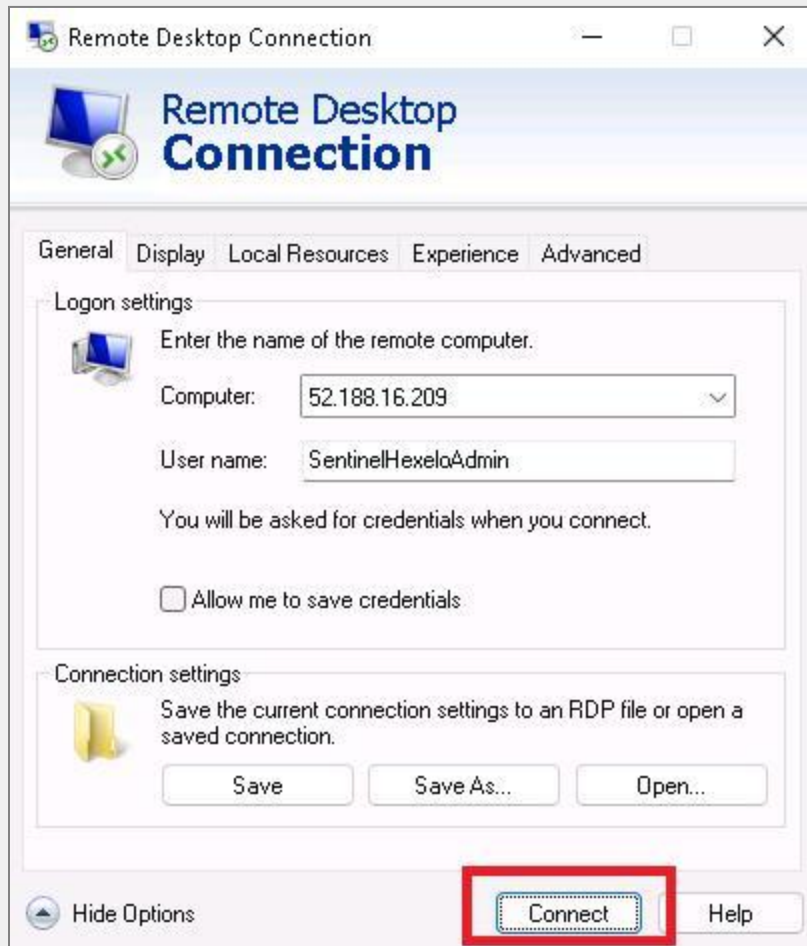 Remote Desktop Connection
Remote Desktop
Connection
General Display Local Resources Experience Advanced
Logon settings
Enter the name of the remote computer.
Computer: 52.188.16.209
User name: SentinelHexeloAdmin
You will be asked for credentials when you connect.
Allow me to save credentials
Connection settings
Save the current connection settings to an RDP file or open a
saved connection.
Save Save As... Open...
Hide Options Connect Help